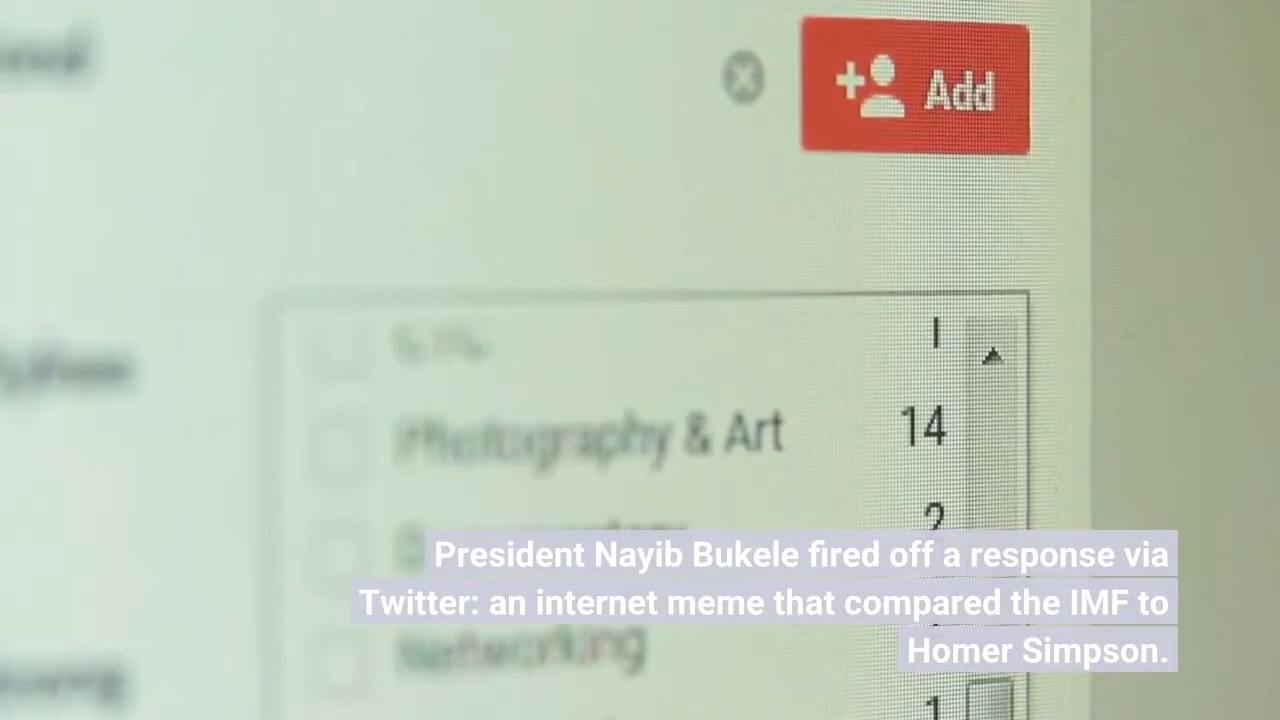 Add
1
Photography & Art 14
2
President Nayib Bukele fired off a response via
Twitter: an internet meme that compared the IMF to
Homer Simpson.
Networking
1